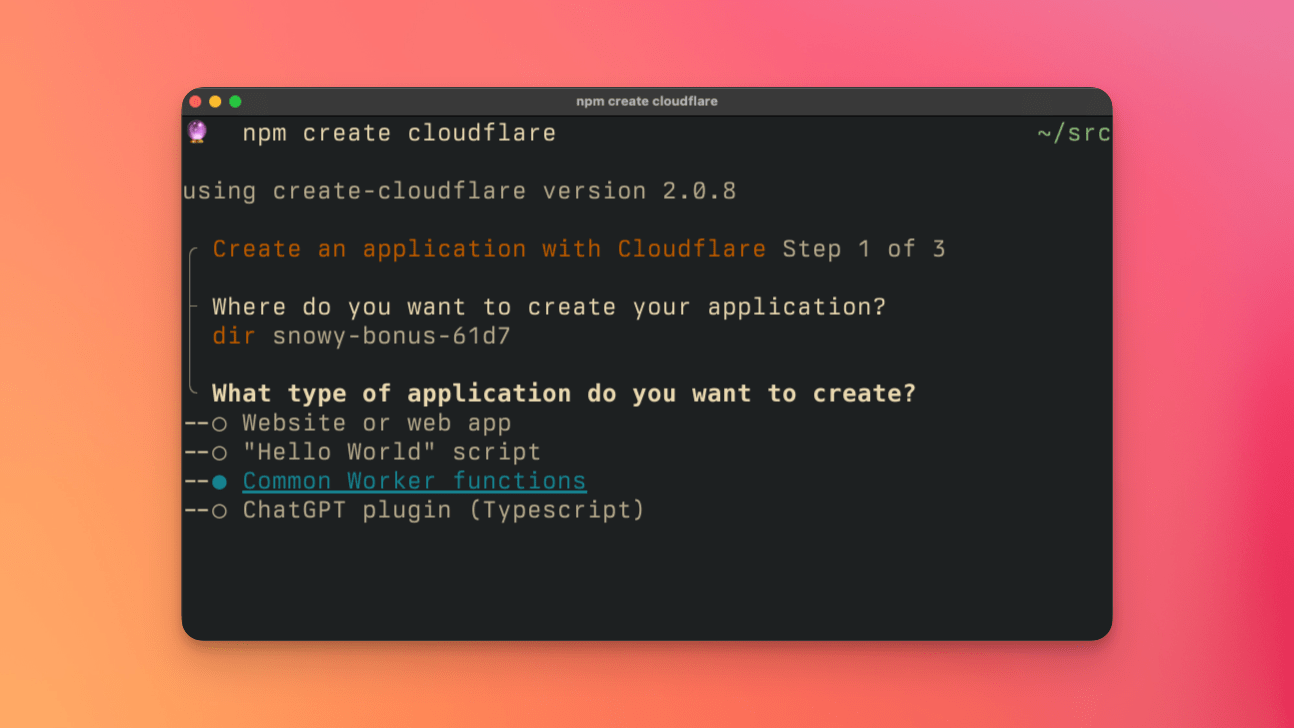 npm create cloudflare
npm create cloudflare ~/src
using create-cloudflare version 2.0.8
Create an application with Cloudflare Step 1 of 3
Where do you want to create your application?
dir snowy-bonus-61d7
What type of application do you want to create?
--○ Website or web app
--○ "Hello World" script
--● Common Worker functions
--○ ChatGPT plugin (Typescript)